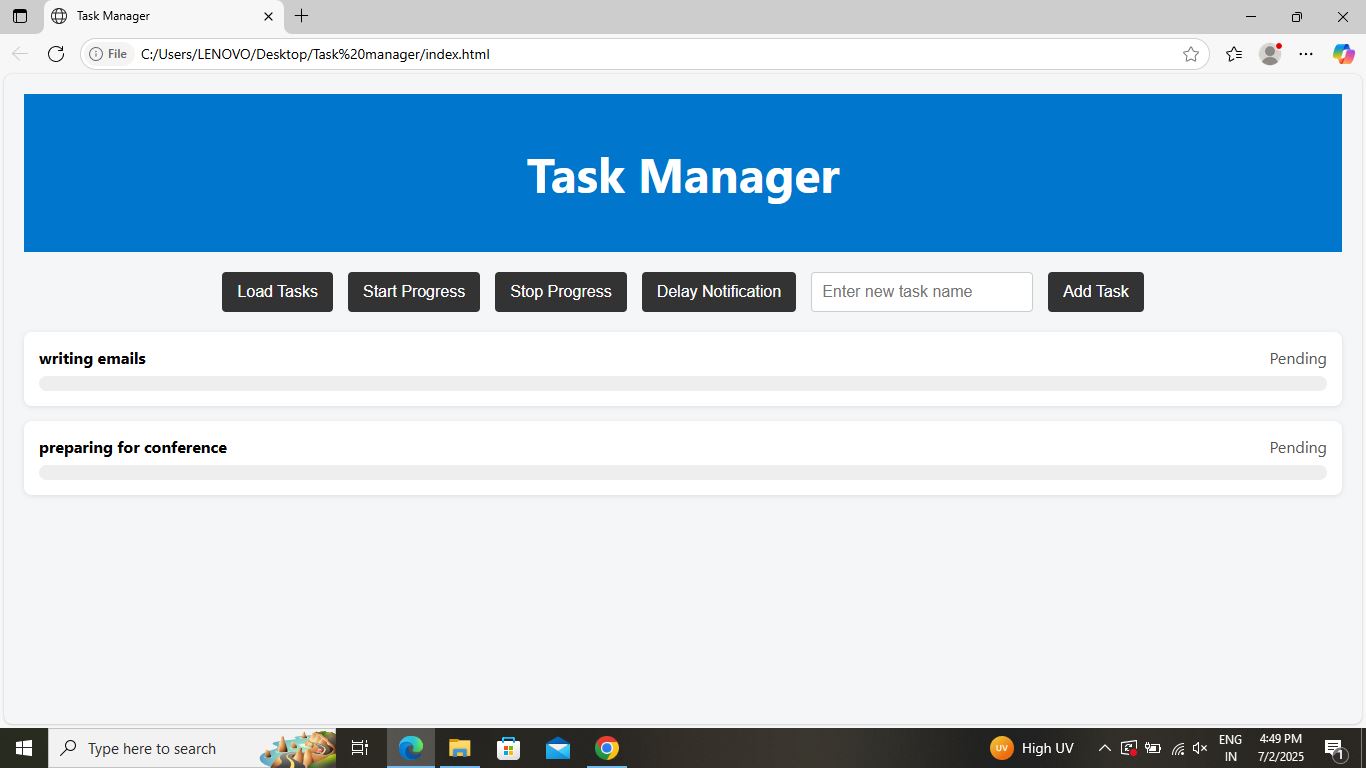 Task Manager
File C:/Users/LENOVO/Desktop/Task%20manager/index.html
Task Manager
Load Tasks Start Progress Stop Progress Delay Notification Enter new task name Add Task
writing emails Pending
preparing for conference Pending
Type here to search UV High UV ENG 4:49 PM
IN 7/2/2025 1